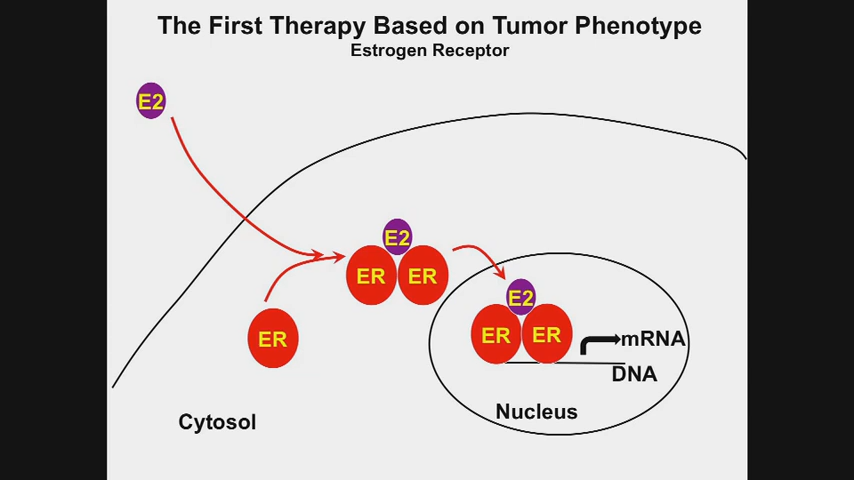 The First Therapy Based on Tumor Phenotype
Estrogen Receptor
E2
E2
ER ER
E2
ER ER
ER
mRNA
DNA
Nucleus
Cytosol